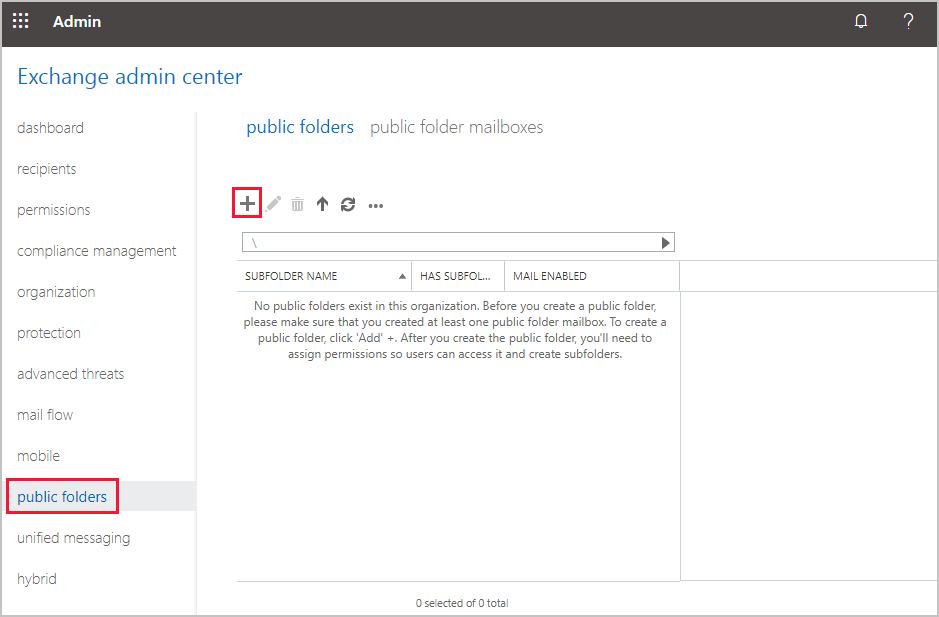 Admin
?
Exchange admin center
dashboard
recipients
permissions
compliance management
organization
protection
advanced threats
mail flow
mobile
public folders
unified messaging
hybrid
public folders public folder mailboxes
\
SUBFOLDER NAME HAS SUBFOL... MAIL ENABLED
No public folders exist in this organization. Before you create a public folder,
please make sure that you created at least one public folder mailbox. To create a
public folder, click 'Add' +. After you create the public folder, you'll need to
assign permissions so users can access it and create subfolders.
0 selected of 0 total